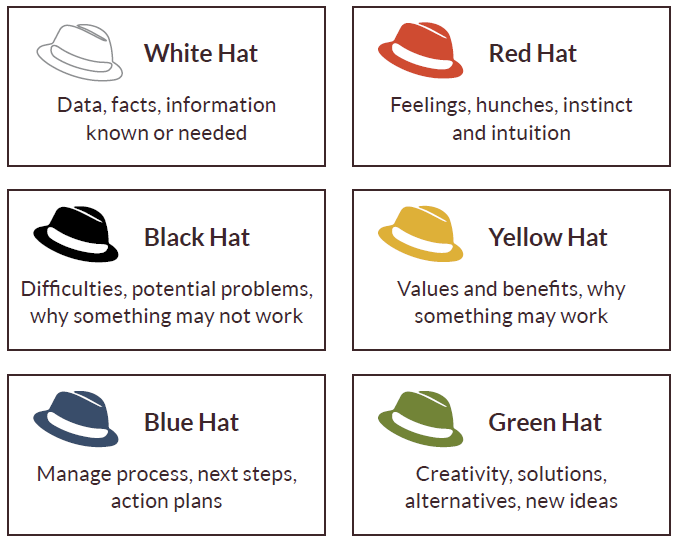 White Hat
Data, facts, information
known or needed
Red Hat
Feelings, hunches, instinct
and intuition
Black Hat
Difficulties, potential problems,
why something may not work
Yellow Hat
Values and benefits, why
something may work
Blue Hat
Manage process, next steps,
action plans
Green Hat
Creativity, solutions,
alternatives, new ideas